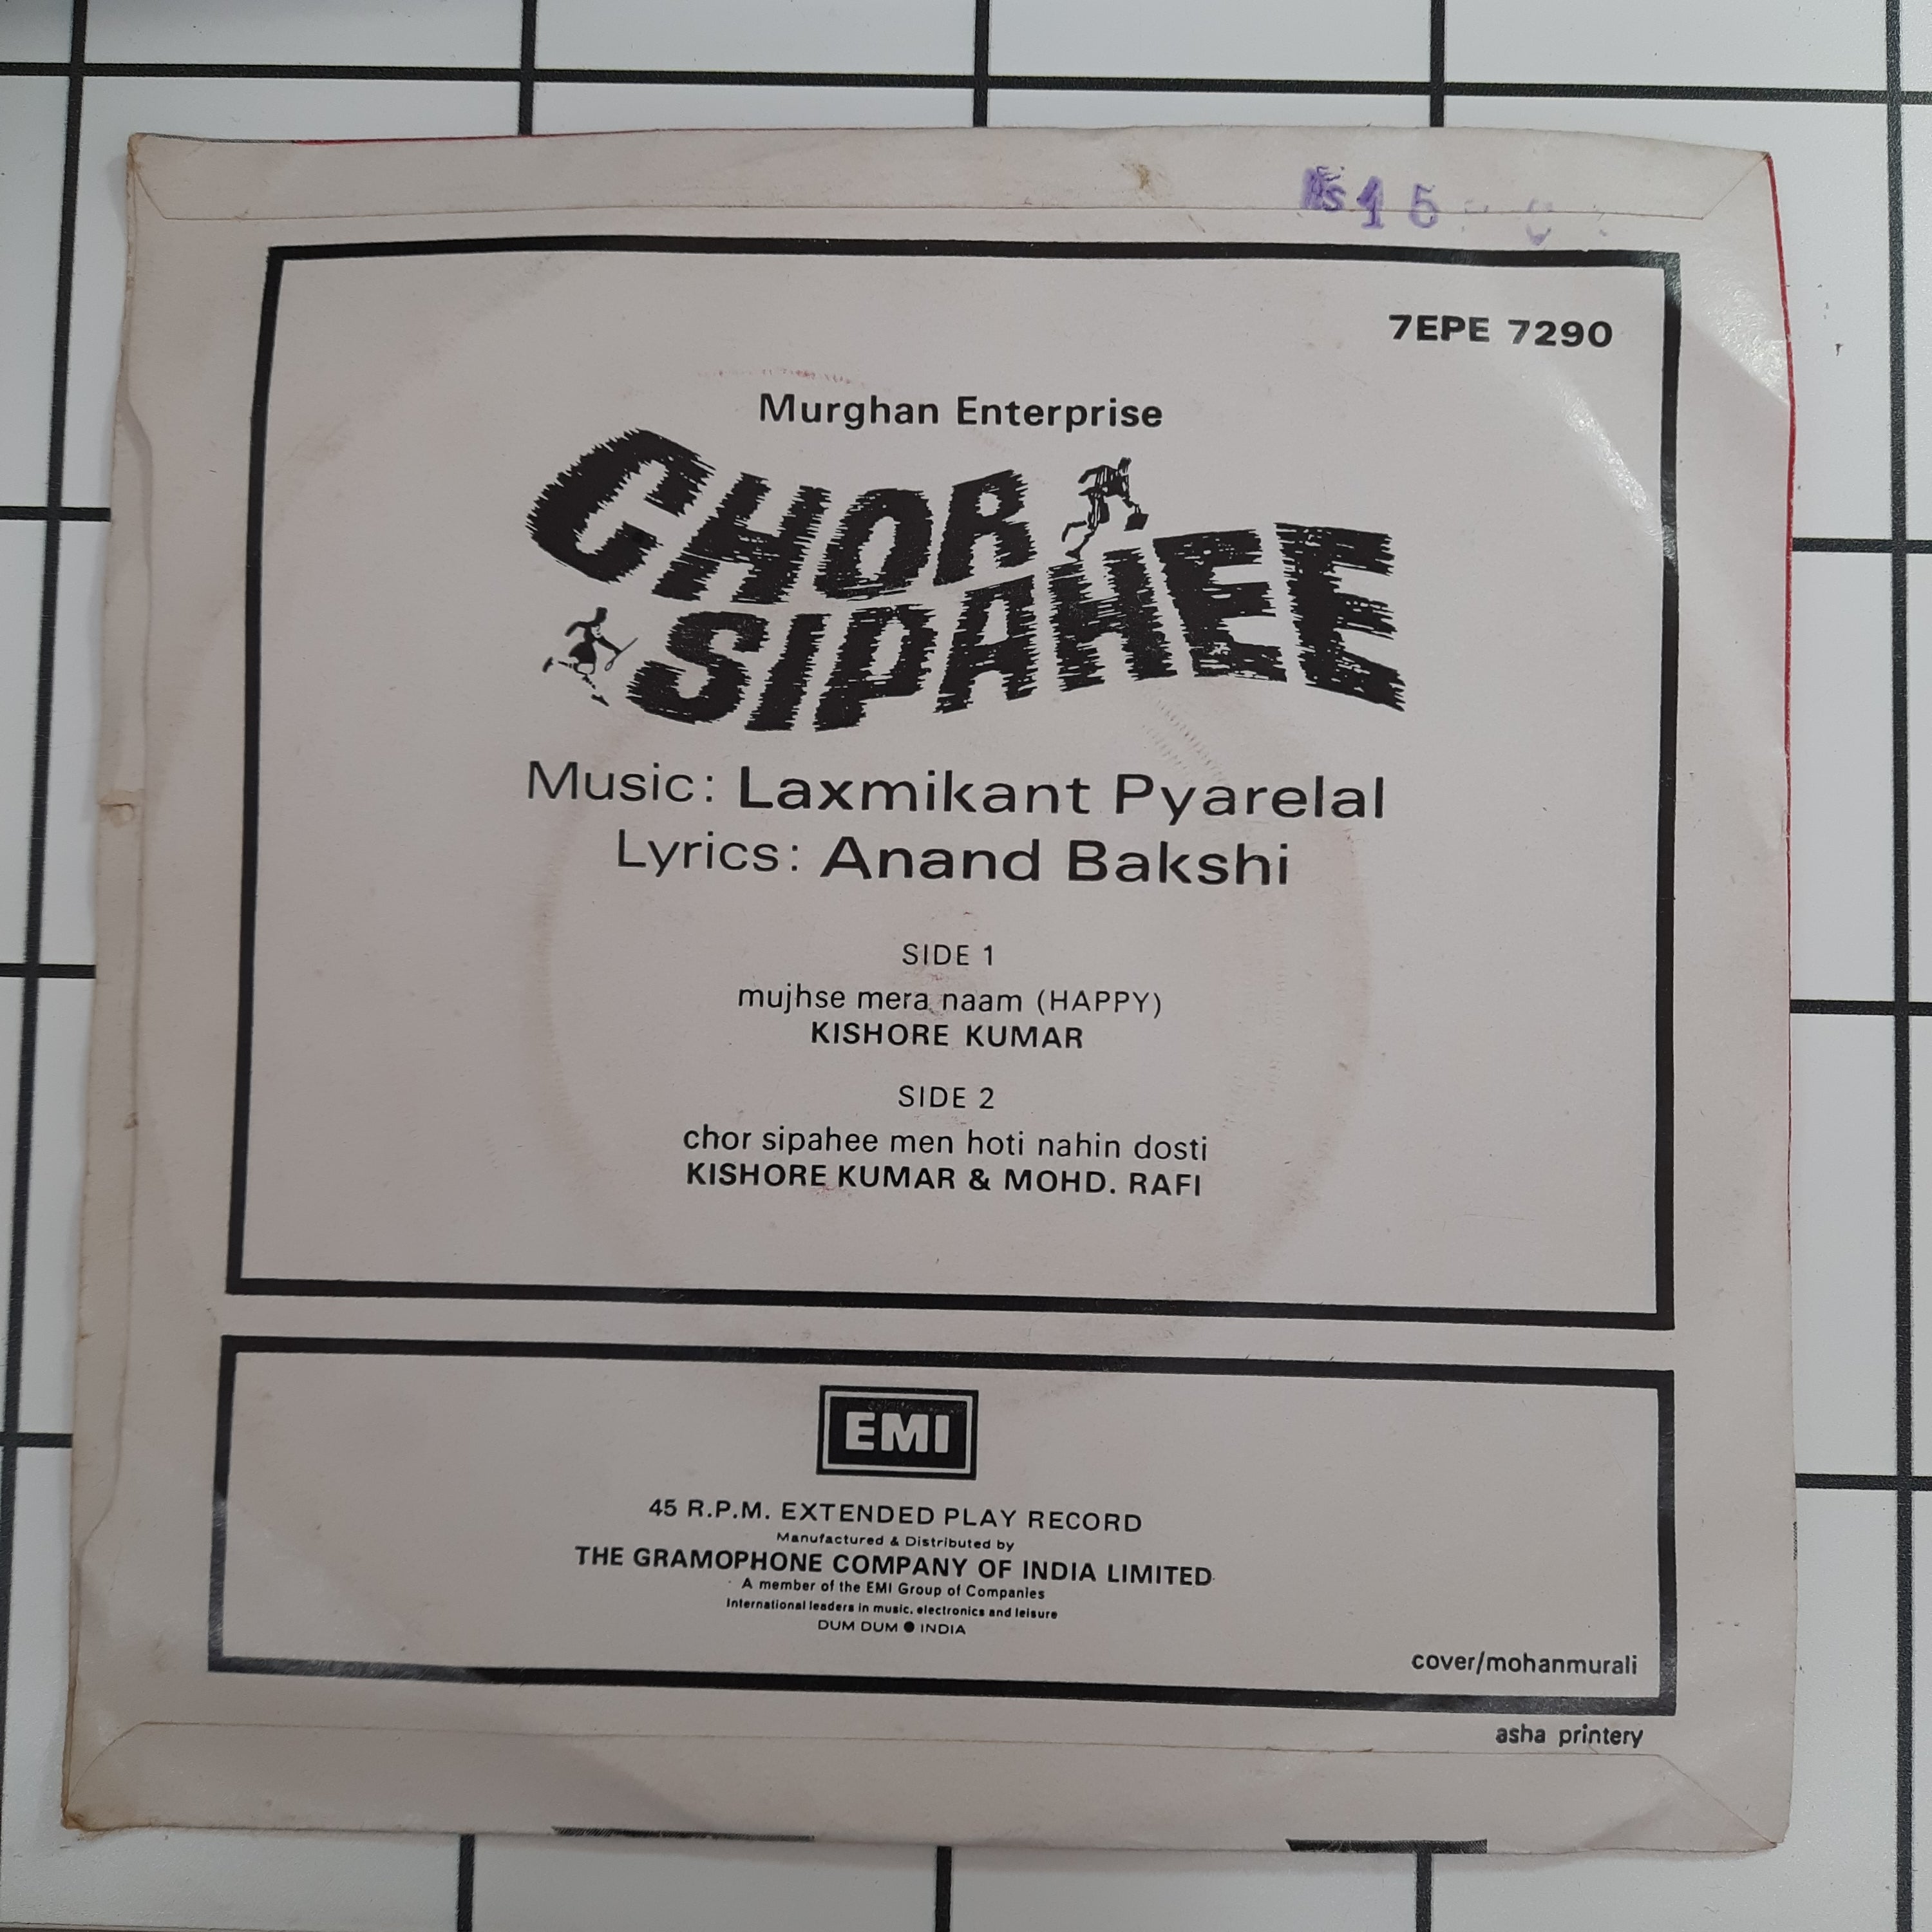 Rs 15
7EPE 7290
Murghan Enterprise
CHOR
SIPAHEE
Music: Laxmikant Pyarelal
Lyrics: Anand Bakshi
SIDE 1
mujhse mera naam (HAPPY)
KISHORE KUMAR
SIDE 2
chor sipahee men hoti nahin dosti
KISHORE KUMAR & MOHD. RAFI
EMI
45 R.P.M. EXTENDED PLAY RECORD
Manufactured & Distributed by
THE GRAMOPHONE COMPANY OF INDIA LIMITED
A member of the EMI Group of Companies
International leaders in music, electronics and leisure
DUM DUM ● INDIA
cover/mohanmurali
asha printery